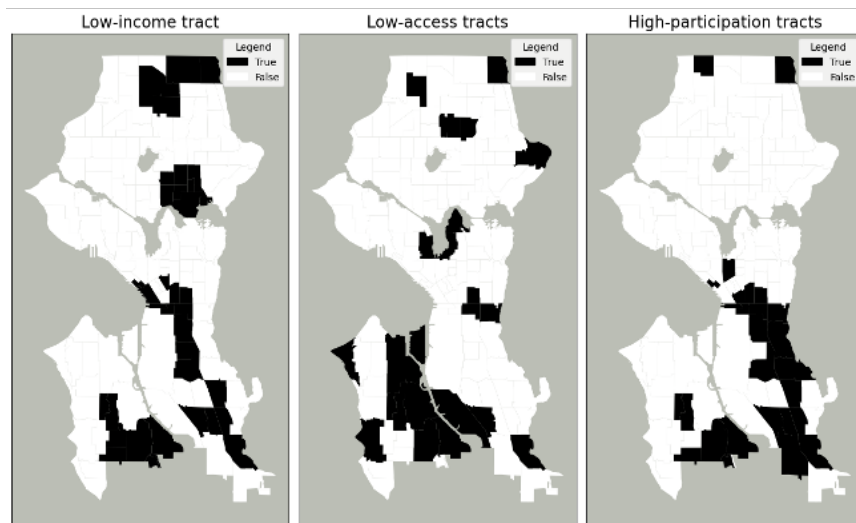 Low-income tract
Legend
True
False
Low-access tracts
Legend
True
False
High-participation tracts
Legend
True
False